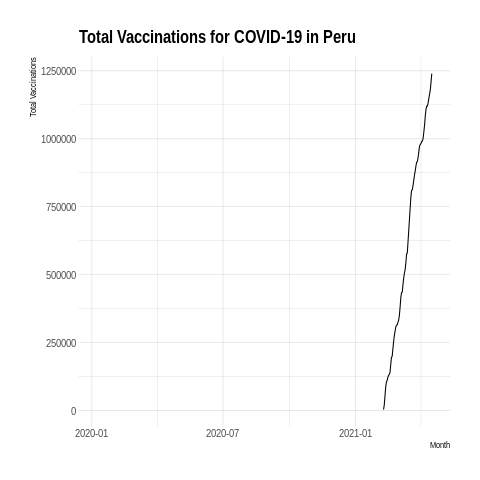 Total Vaccinations for COVID-19 in Peru
Total Vaccinations
1250000
1000000
750000
500000
250000
0
2020-01 2020-07 2021-01
Month